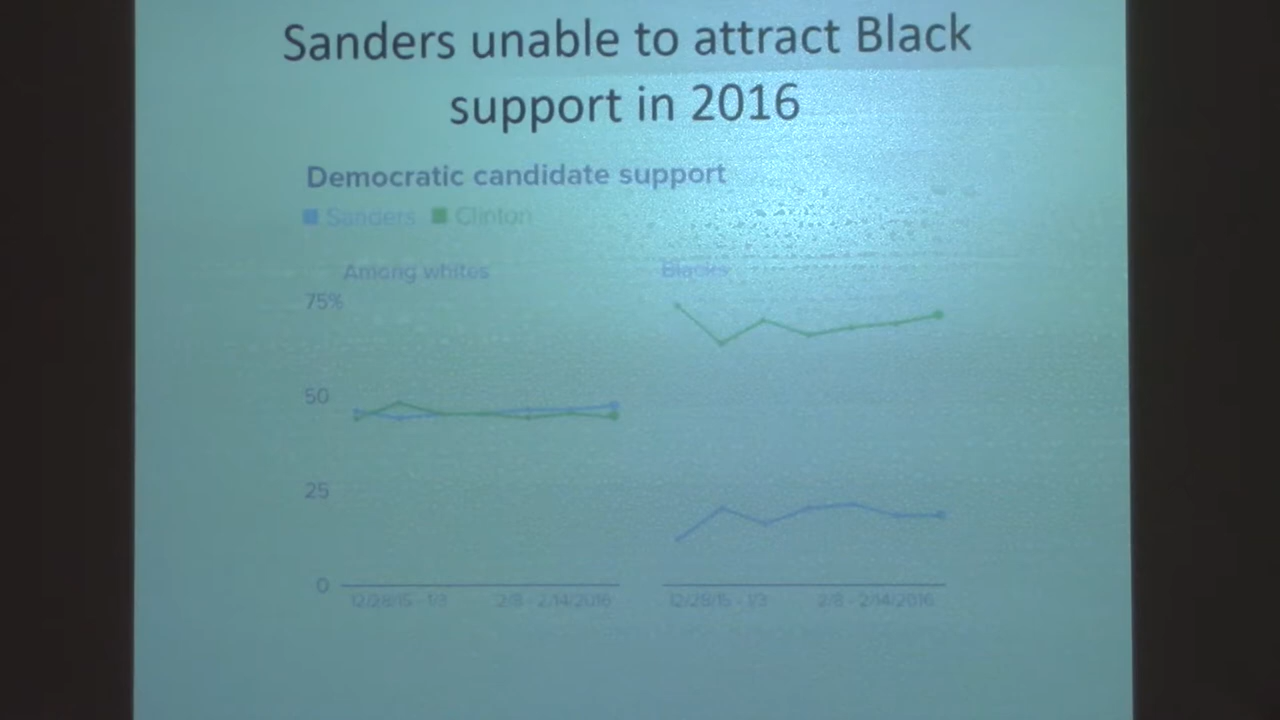 Sanders unable to attract Black
support in 2016
Democratic candidate support
Sanders Clinton
Among whites Blacks
75%
50
25
0
12/28/15 - 1/3 2/8 - 2/14/2016 12/28/15 - 1/3 2/8 - 2/14/2016